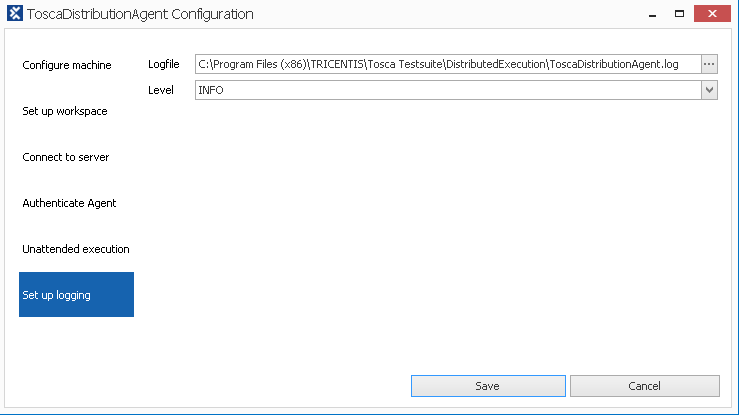 ToscaDistributionAgent Configuration
Configure machine
Logfile C:\Program Files (x86)\TRICENTIS\Tosca Testsuite\DistributedExecution\ToscaDistributionAgent.log ...
Level INFO
Set up workspace
Connect to server
Authenticate Agent
Unattended execution
Set up logging
Save Cancel